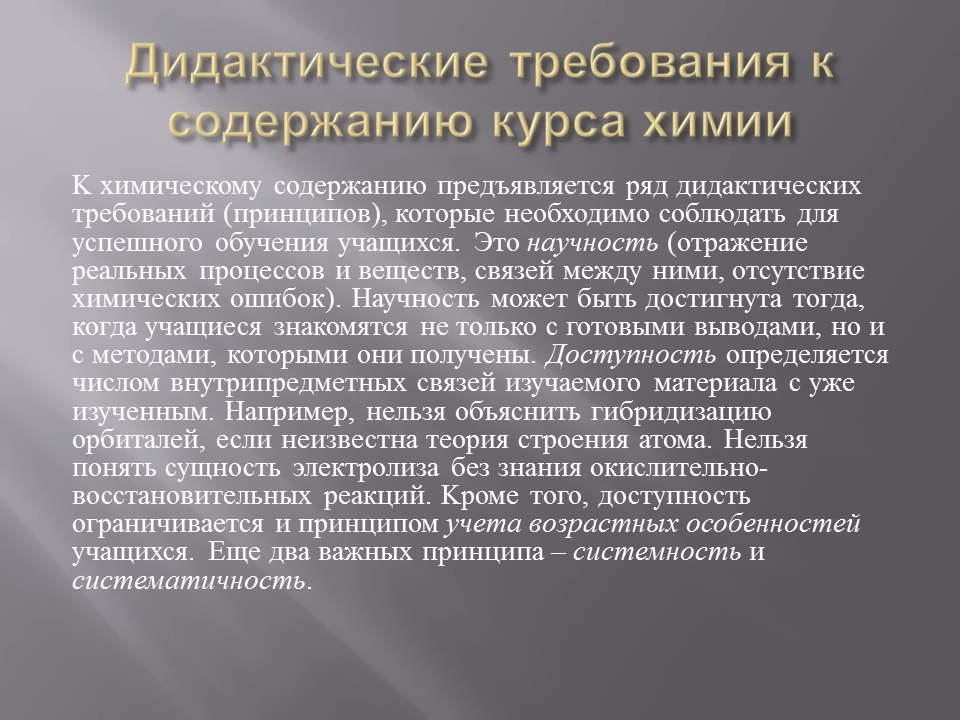 Дидактические требования к
содержанию курса химии
К химическому содержанию предъявляется ряд дидактических
требований (принципов), которые необходимо соблюдать для
успешного обучения учащихся. Это научность (отражение
реальных процессов и веществ, связей между ними, отсутствие
химических ошибок). Научность может быть достигнута тогда,
когда учащиеся знакомятся не только с готовыми выводами, но и
с методами, которыми они получены. Доступность определяется
числом внутрипредметных связей изучаемого материала с уже
изученным. Например, нельзя объяснить гибридизацию
орбиталей, если неизвестна теория строения атома. Нельзя
понять сущность электролиза без знания окислительно-
восстановительных реакций. Кроме того, доступность
ограничивается и принципом учета возрастных особенностей
учащихся. Еще два важных принципа – системность и
систематичность.